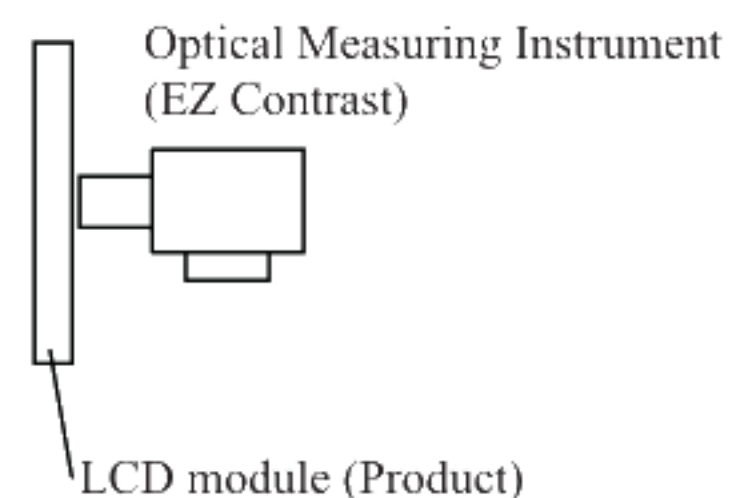 Optical Measuring Instrument
(EZ Contrast)
LCD module (Product)